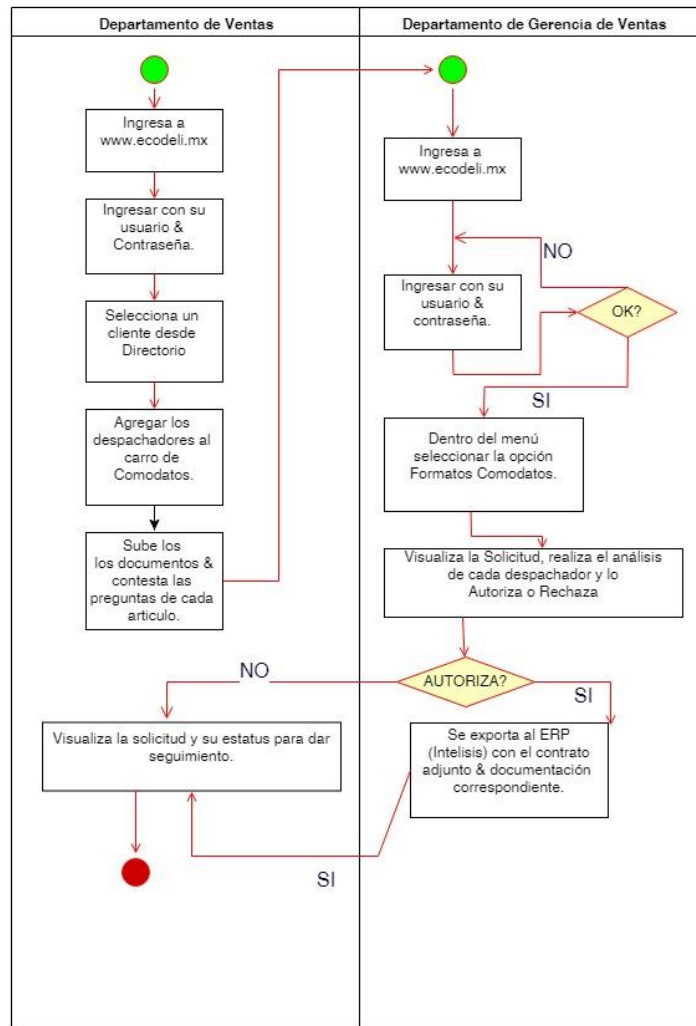 Departamento de Ventas
Departamento de Gerencia de Ventas
Ingresa a
www.ecodeli.mx
Ingresar con su
usuario &
Contraseña.
Selecciona un
cliente desde
Directorio
Agregar los
despachadores al
carro de
Comodatos.
Sube los
los documentos &
contesta las
preguntas de cada
articulo.
Ingresa a
www.ecodeli.mx
NO
Ingresar con su
usuario &
contraseña.
OK?
SI
Dentro del menú
seleccionar la opción
Formatos Comodatos.
Visualiza la Solicitud, realiza el análisis
de cada despachador y lo
Autoriza o Rechaza
AUTORIZA?
NO
SI
Visualiza la solicitud y su estatus para dar
seguimiento.
Se exporta al ERP
(Intelisis) con el contrato
adjunto & documentación
correspondiente.
SI